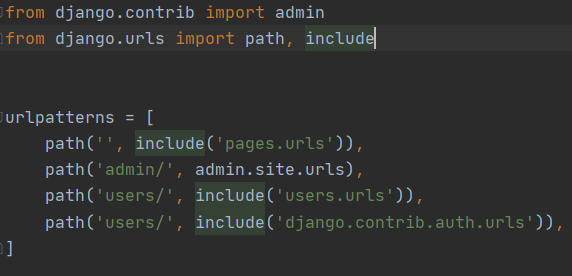 from django.contrib import admin
from django.urls import path, include
urlpatterns = [
    path('', include('pages.urls')),
    path('admin/', admin.site.urls),
    path('users/', include('users.urls')),
    path('users/', include('django.contrib.auth.urls')),
]